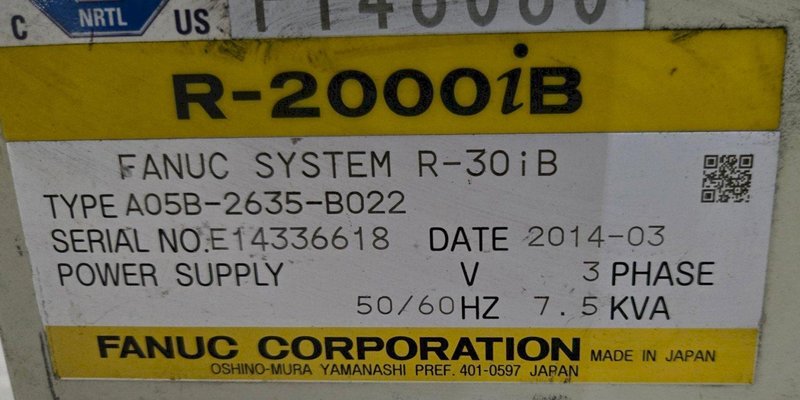 C NRTL US
R-2000iB
FANUC SYSTEM R-30iB
TYPE A05B-2635-B022
SERIAL NO. E14336618 DATE 2014-03
POWER SUPPLY V 3 PHASE
50/60HZ 7.5 KVA
FANUC CORPORATION MADE IN JAPAN
OSHINO-MURA YAMANASHI PREF. 401-0597 JAPAN